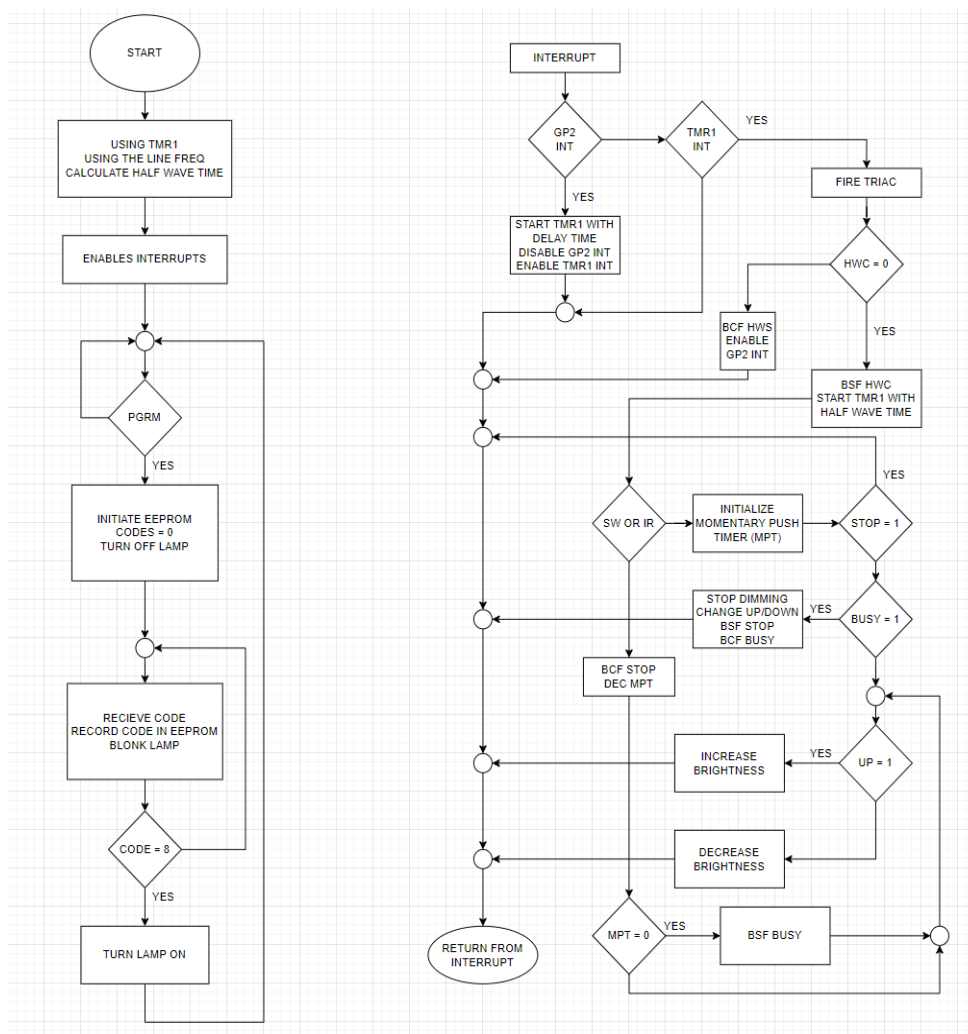 START
USING TMR1
USING THE LINE FREQ
CALCULATE HALF WAVE TIME
ENABLES INTERRUPTS
PGRM
YES
INITIATE EEPROM
CODES = 0
TURN OFF LAMP
RECIEVE CODE
RECORD CODE IN EEPROM
BLONK LAMP
CODE = 8
YES
TURN LAMP ON
INTERRUPT
GP2
INT
TMR1
INT
YES
YES
START TMR1 WITH
DELAY TIME
DISABLE GP2 INT
ENABLE TMR1 INT
FIRE TRIAC
HWC = 0
BCF HWS
ENABLE
GP2 INT
YES
BSF HWC
START TMR1 WITH
HALF WAVE TIME
SW OR IR
INITIALIZE
MOMENTARY PUSH
TIMER (MPT)
YES
STOP = 1
STOP DIMMING
CHANGE UP/DOWN
BSF STOP
BCF BUSY
YES
BUSY = 1
BCF STOP
DEC MPT
INCREASE
BRIGHTNESS
YES
UP = 1
DECREASE
BRIGHTNESS
MPT = 0
YES
BSF BUSY
RETURN FROM
INTERRUPT